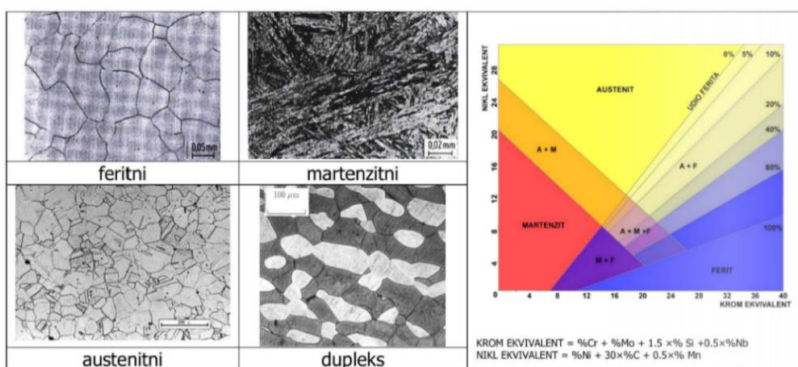 0,05mm
feritni
0,02 mm
martenzitni
austenitni
100 µm
dupleks
NIKL EKVIVALENT
28
24
20
16
12
8
4
0 4 8 12 16 20 24 28 32 36 40
KROM EKVIVALENT
AUSTENIT
UDIO FERITA
0% 5% 10%
20%
40%
80%
100%
A + M
A + F
MARTENZIT
A + M +F
M + F
FERIT
KROM EKVIVALENT = %Cr + %Mo + 1.5 ×% Si +0.5×%Nb
NIKL EKVIVALENT = %Ni + 30×%C + 0.5×% Mn